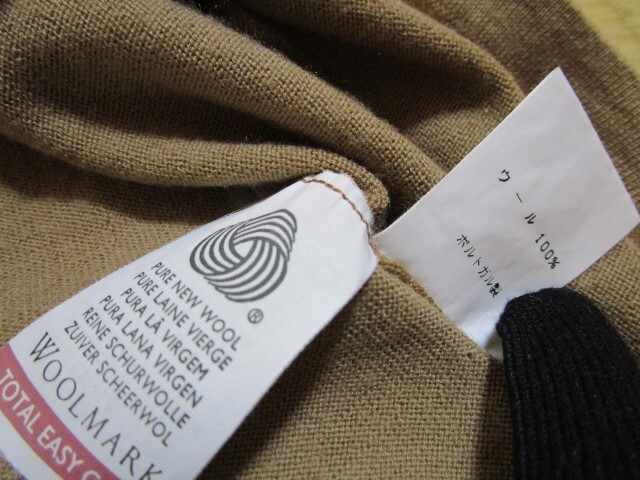 ®
PURE NEW WOOL
PURE LAINE VIERGE
PURA LÃ VIRGEM
PURA LANA VIRGEN
REINE SCHURWOLLE
ZUIVER SCHEERWOL
WOOLMARK
TOTAL EASY
ウール 100%
ポルトガル製